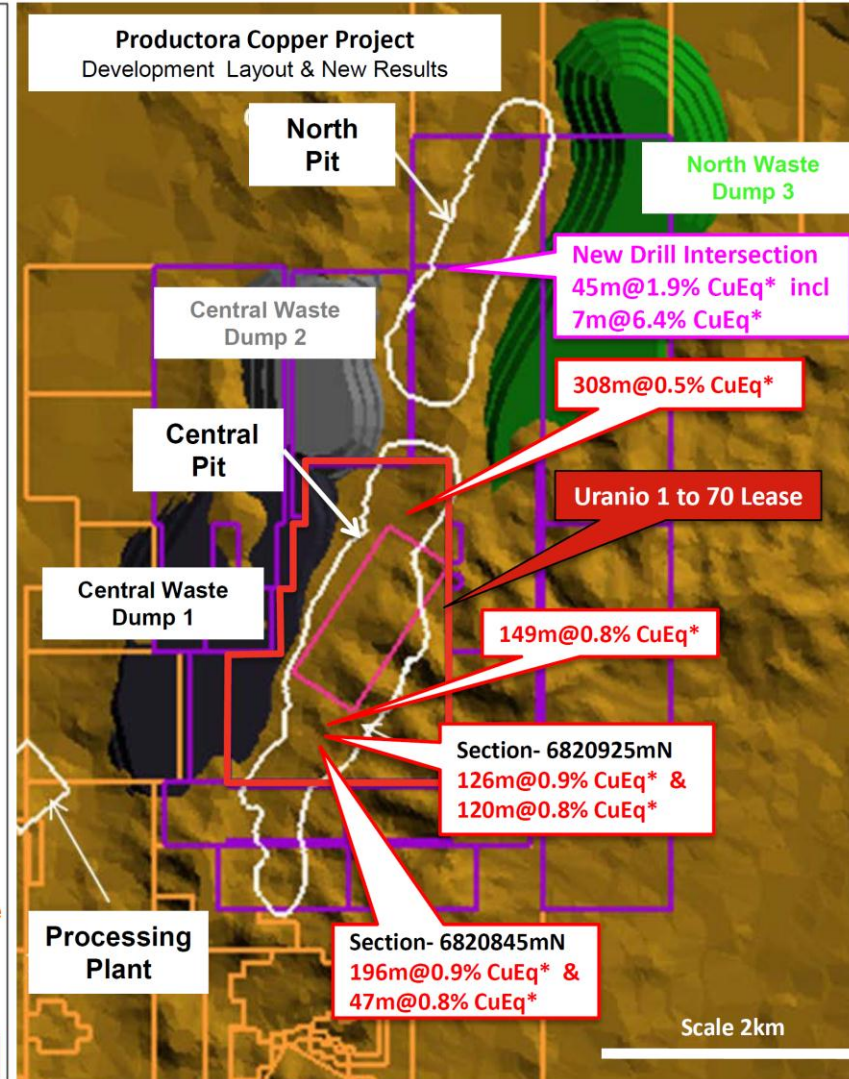 Productora Copper Project
Development Layout & New Results
North
Pit
North Waste
Dump 3
New Drill Intersection
45m@1.9% CuEq* incl
7m@6.4% CuEq*
Central Waste
Dump 2
308m@0.5% CuEq*
Central
Pit
Uranio 1 to 70 Lease
Central Waste
Dump 1
149m@0.8% CuEq*
Section- 6820925mN
126m@0.9% CuEq* &
120m@0.8% CuEq*
Processing
Plant
Section- 6820845mN
196m@0.9% CuEq* &
47m@0.8% CuEq*
Scale 2km